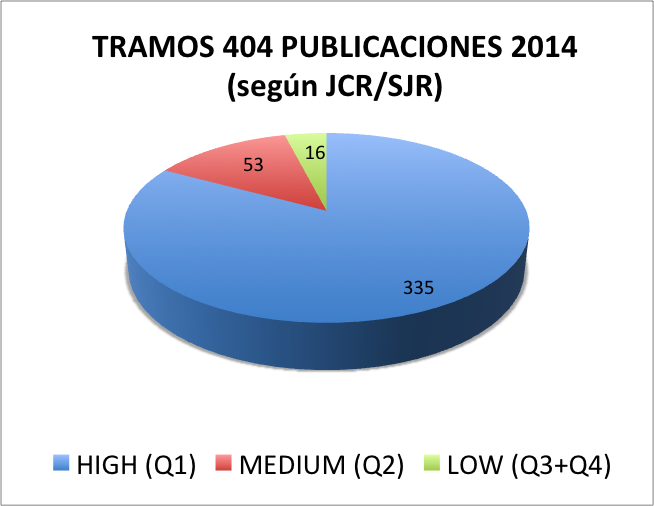 TRAMOS 404 PUBLICACIONES 2014
(según JCR/SJR)
16
53
335
HIGH (Q1) MEDIUM (Q2) LOW (Q3+Q4)